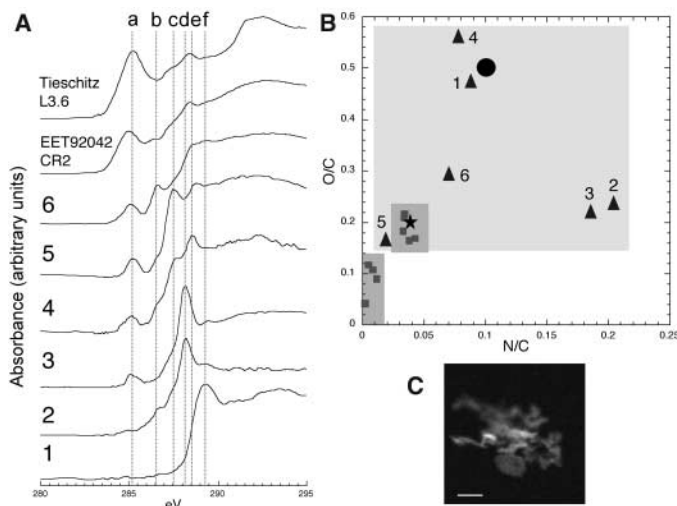 A
a b c d e f
Tieschitz
L3.6
EET92042
CR2
6
5
4
3
2
1
Absorbance (arbitrary units)
280 285 290 295
eV
B
0.6
0.5
0.4
0.3
0.2
0.1
0
O/C
4
1
6
3 2
5
0 0.05 0.1 0.15 0.2 0.25
N/C
C